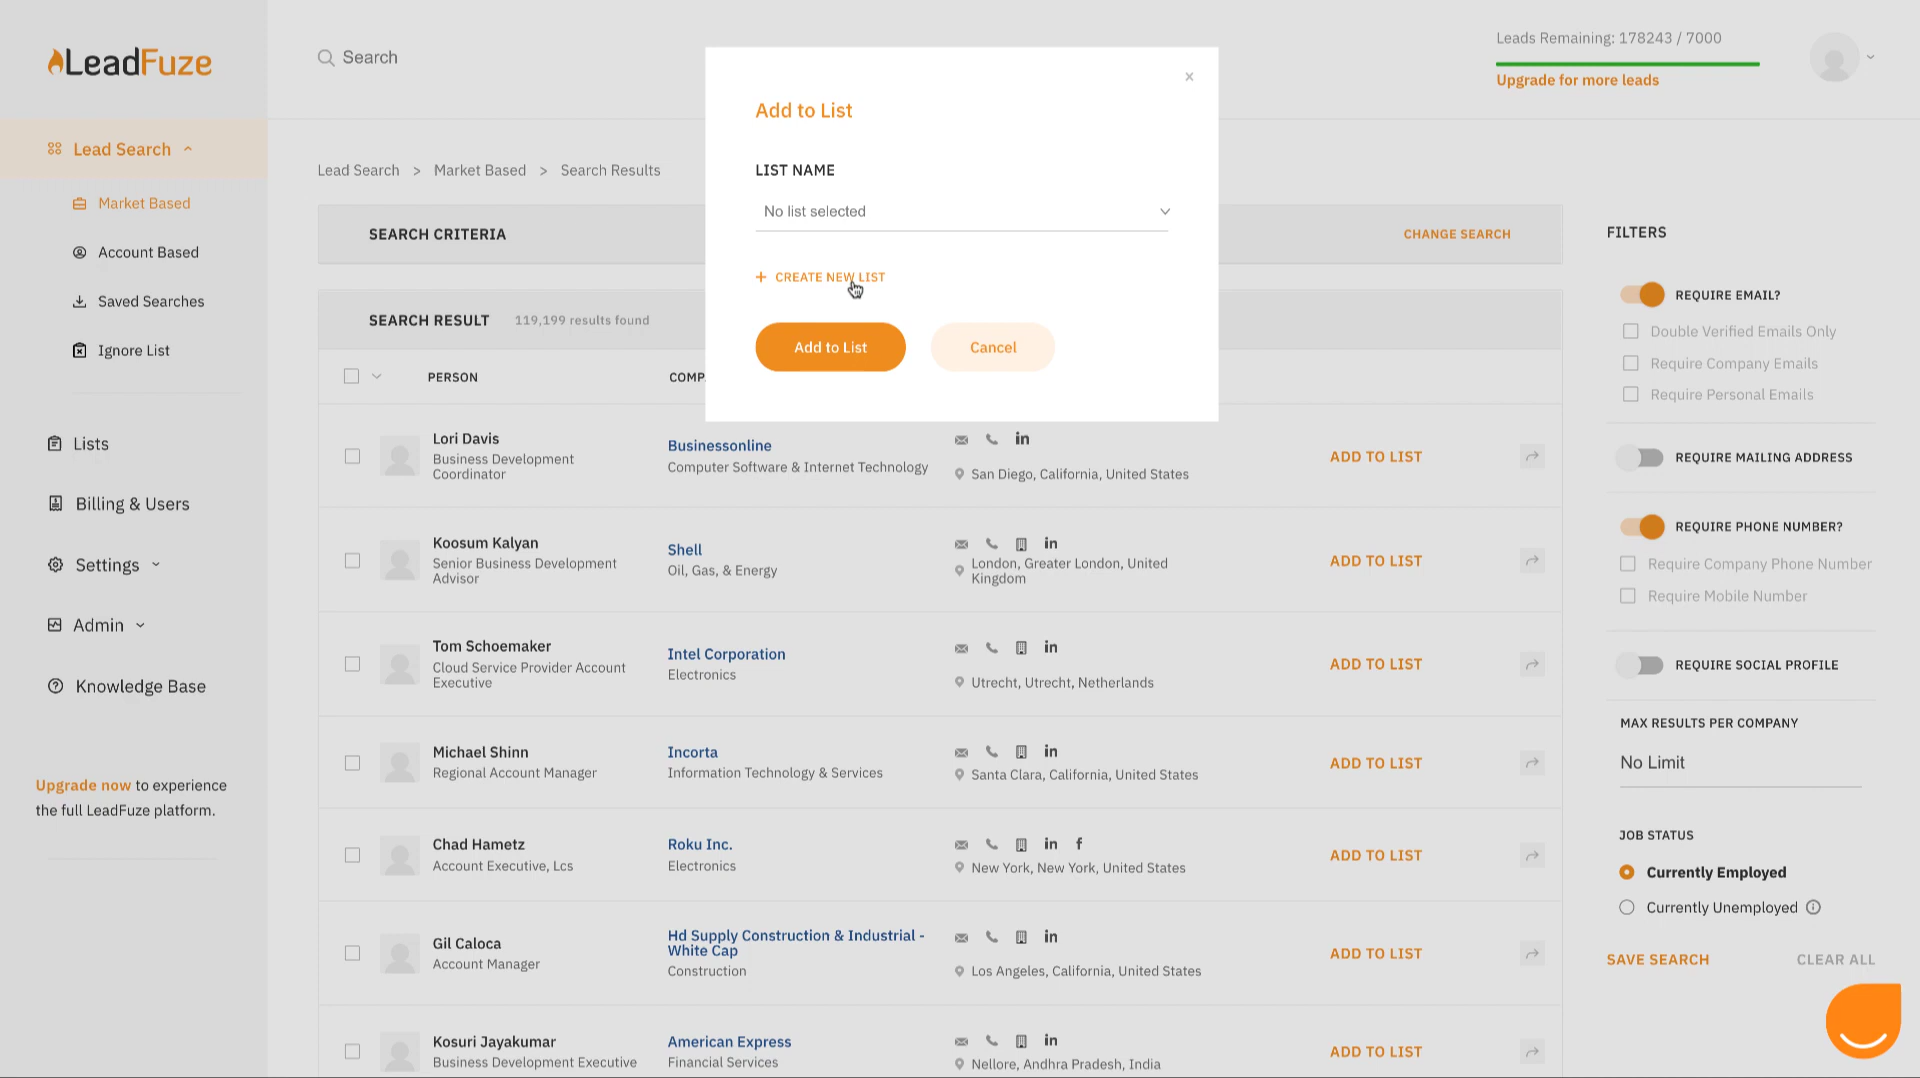 LeadFuze
Search
Leads Remaining: 178243 / 7000
Upgrade for more leads
Lead Search
Market Based
Account Based
Saved Searches
Ignore List
Lists
Billing & Users
Settings
Admin
Knowledge Base
Upgrade now to experience
the full LeadFuze platform.
Lead Search > Market Based > Search Results
SEARCH CRITERIA
CHANGE SEARCH
SEARCH RESULT 119,199 results found
PERSON
COMP
×
Add to List
LIST NAME
No list selected
+ CREATE NEW LIST
Add to List
Cancel
Lori Davis
Business Development
Coordinator
Businessonline
Computer Software & Internet Technology
in
San Diego, California, United States
ADD TO LIST
Koosum Kalyan
Senior Business Development
Advisor
Shell
Oil, Gas, & Energy
in
London, Greater London, United
Kingdom
ADD TO LIST
Tom Schoemaker
Cloud Service Provider Account
Executive
Intel Corporation
Electronics
in
Utrecht, Utrecht, Netherlands
ADD TO LIST
Michael Shinn
Regional Account Manager
Incorta
Information Technology & Services
in
Santa Clara, California, United States
ADD TO LIST
Chad Hametz
Account Executive, Lcs
Roku Inc.
Electronics
in f
New York, New York, United States
ADD TO LIST
Gil Caloca
Account Manager
Hd Supply Construction & Industrial -
White Cap
Construction
in
Los Angeles, California, United States
ADD TO LIST
Kosuri Jayakumar
Business Development Executive
American Express
Financial Services
in
Nellore, Andhra Pradesh, India
ADD TO LIST
FILTERS
REQUIRE EMAIL?
Double Verified Emails Only
Require Company Emails
Require Personal Emails
REQUIRE MAILING ADDRESS
REQUIRE PHONE NUMBER?
Require Company Phone Number
Require Mobile Number
REQUIRE SOCIAL PROFILE
MAX RESULTS PER COMPANY
No Limit
JOB STATUS
Currently Employed
Currently Unemployed
SAVE SEARCH
CLEAR ALL